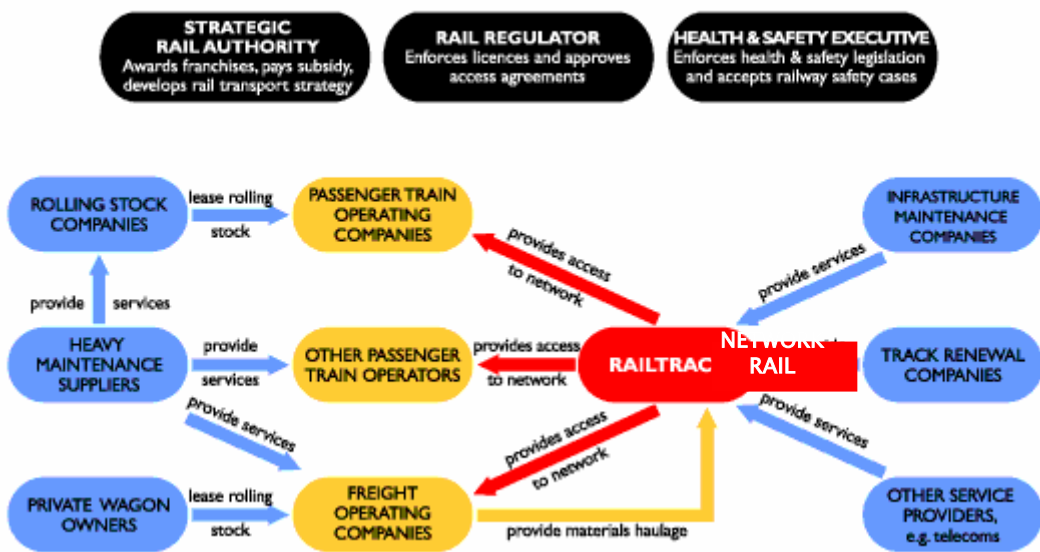 STRATEGIC
RAIL AUTHORITY
Awards franchises, pays subsidy,
develops rail transport strategy
RAIL REGULATOR
Enforces licences and approves
access agreements
HEALTH & SAFETY EXECUTIVE
Enforces health & safety legislation
and accepts railway safety cases
ROLLING STOCK
COMPANIES
lease rolling
stock
PASSENGER TRAIN
OPERATING
COMPANIES
provides access
to network
INFRASTRUCTURE
MAINTENANCE
COMPANIES
provide services
provide services
HEAVY
MAINTENANCE
SUPPLIERS
provide
services
OTHER PASSENGER
TRAIN OPERATORS
provides access
to network
RAILTRAC
NETWORK
RAIL
TRACK RENEWAL
COMPANIES
provide services
provides access
to network
provide services
PRIVATE WAGON
OWNERS
lease rolling
stock
FREIGHT
OPERATING
COMPANIES
provide materials haulage
OTHER SERVICE
PROVIDERS,
e.g. telecoms